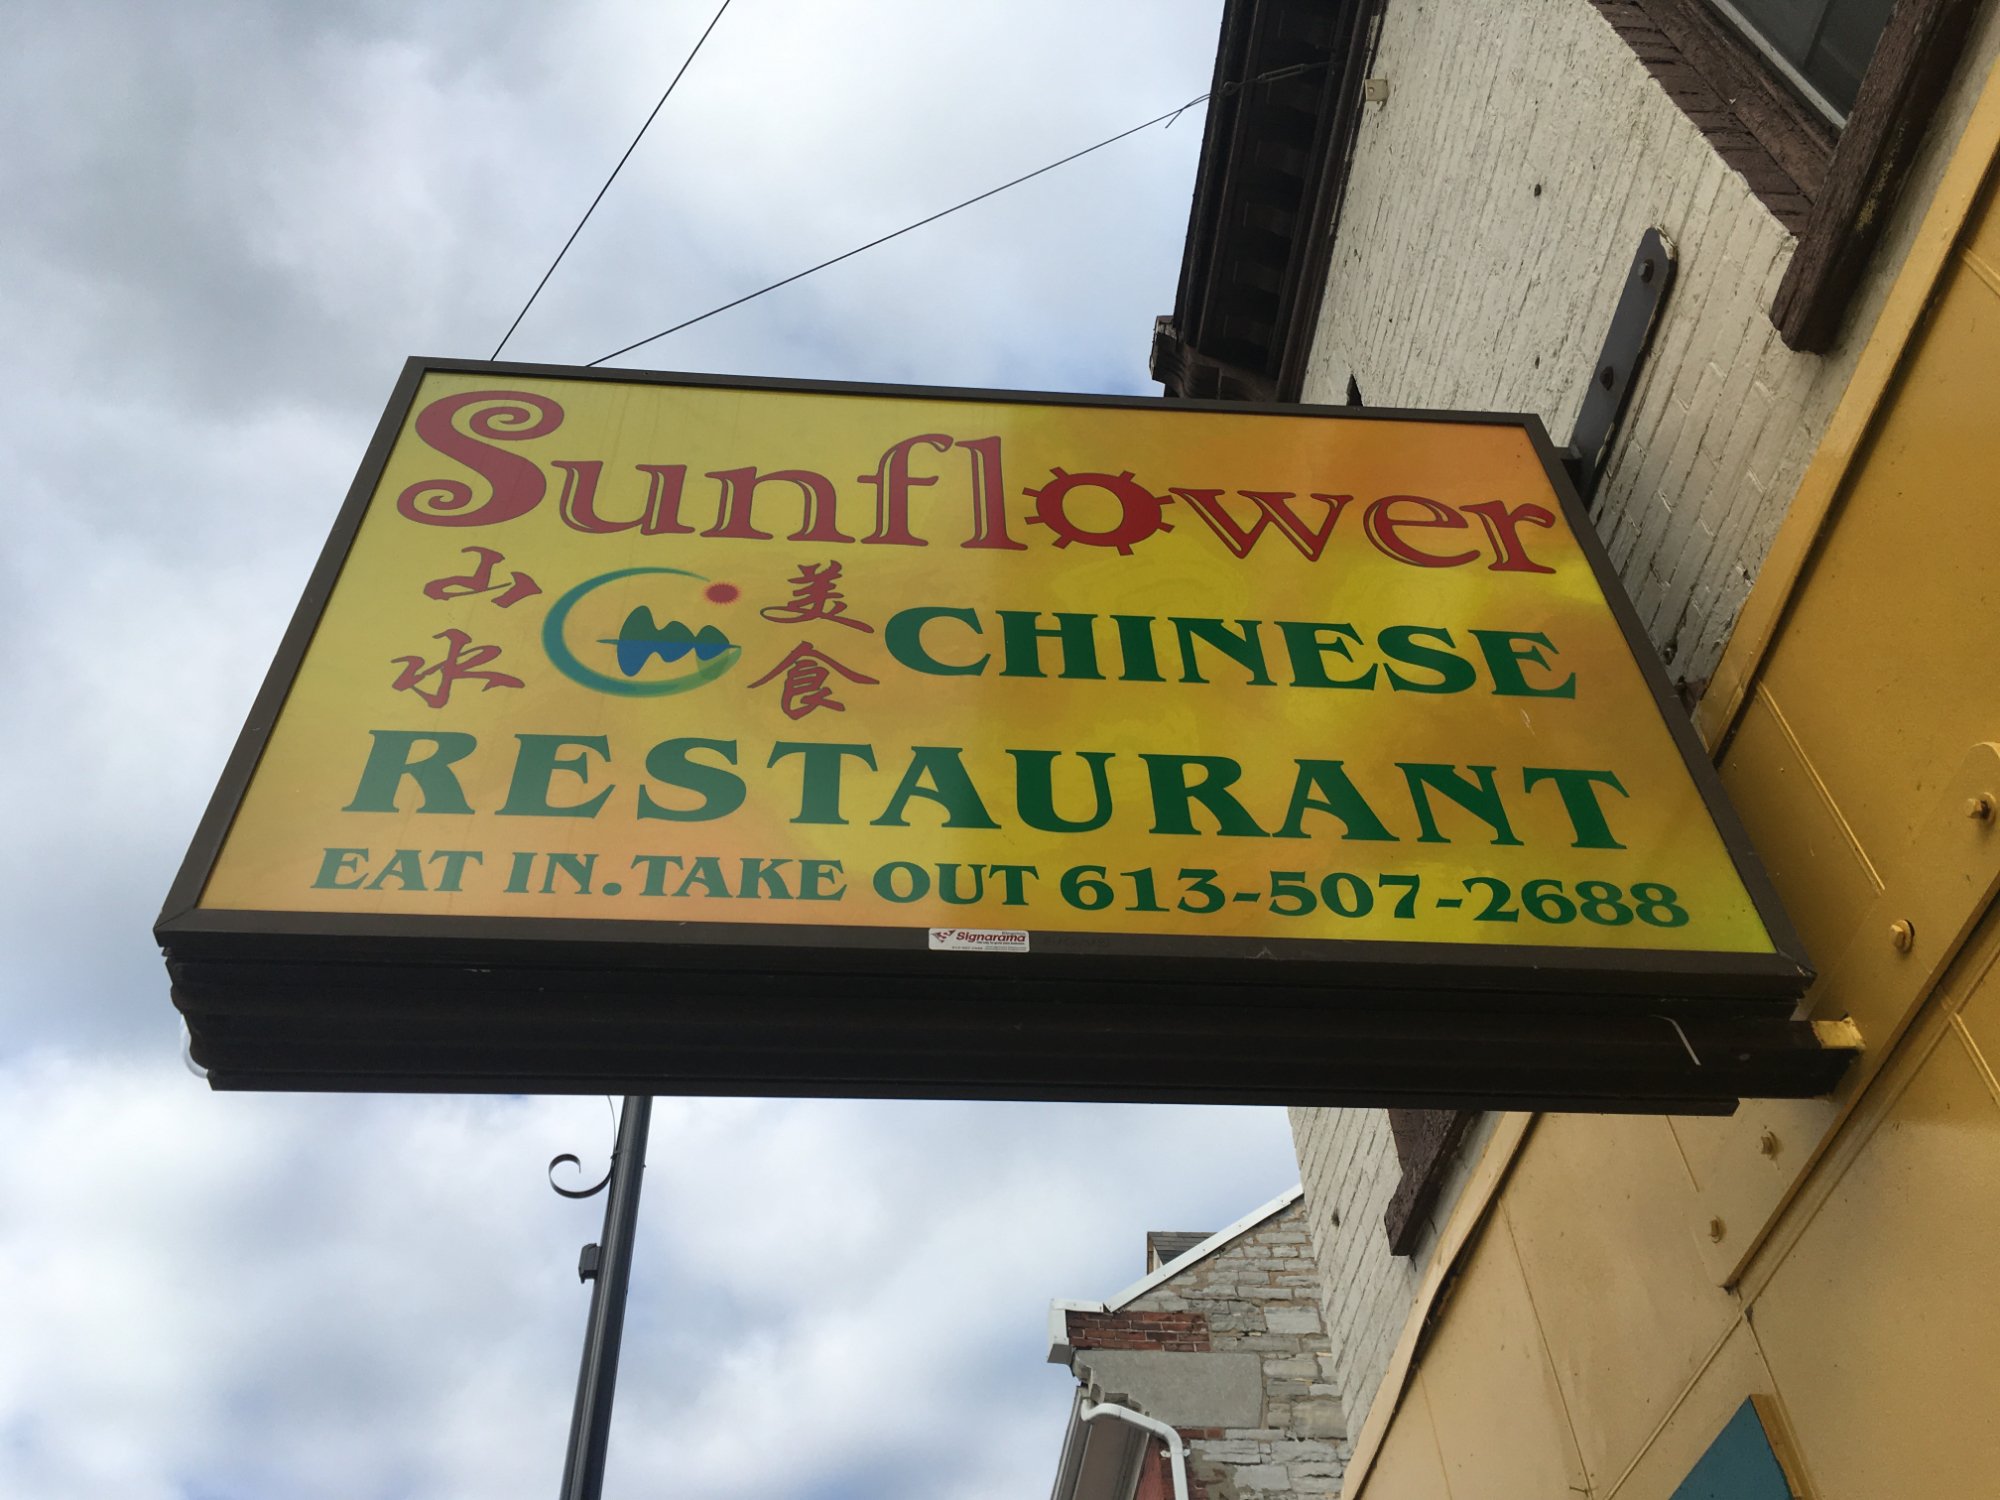 Sunflower
山水 美食 CHINESE
RESTAURANT
EAT IN. TAKE OUT 613-507-2688
Signarama